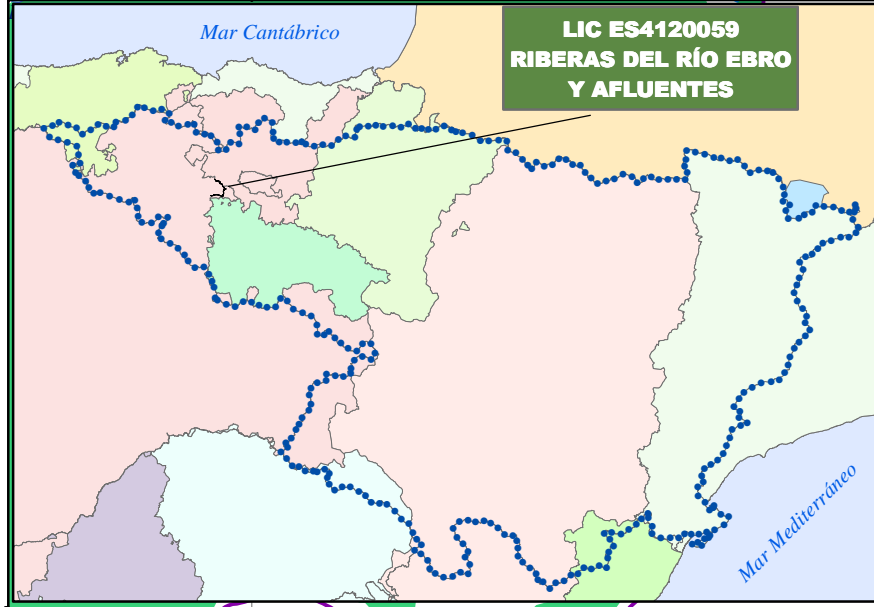 Mar Cantábrico
LIC ES4120059
RIBERAS DEL RÍO EBRO
Y AFLUENTES
Mar Mediterráneo